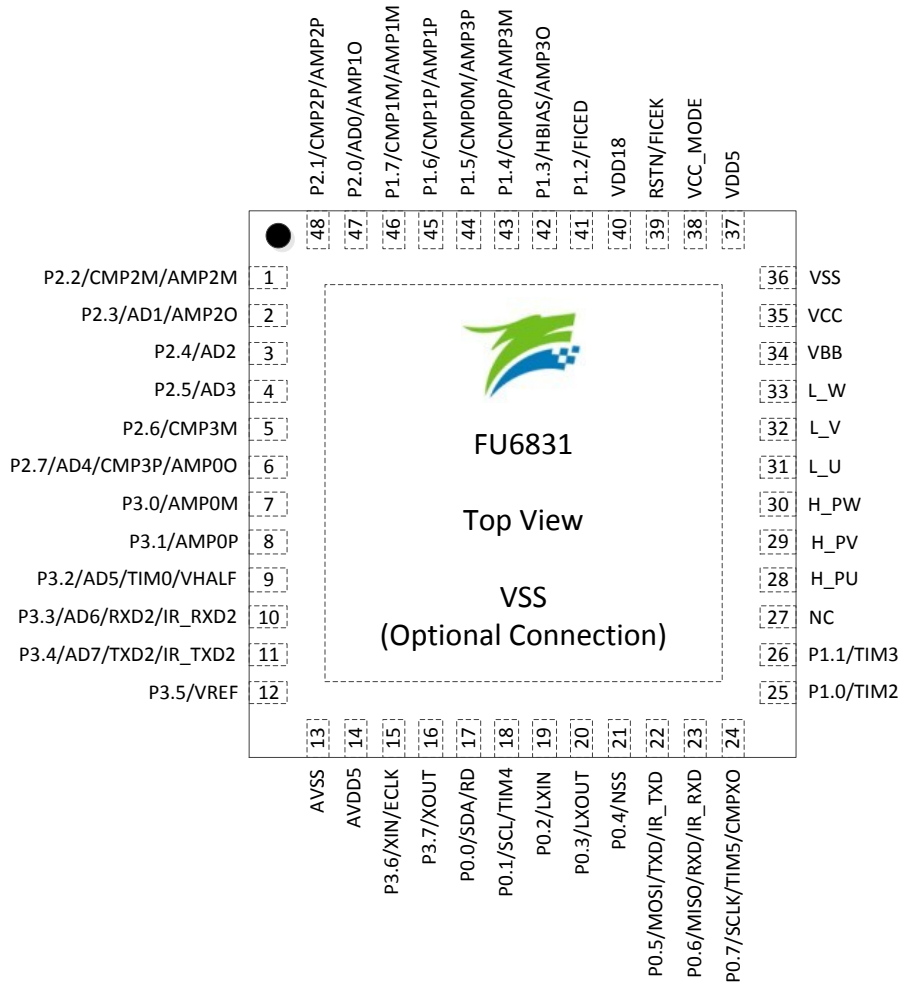 P2.1/CMP2P/AMP2P
P2.0/AD0/AMP1O
P1.7/CMP1M/AMP1M
P1.6/CMP1P/AMP1P
P1.5/CMP0M/AMP3P
P1.4/CMP0P/AMP3M
P1.3/HBIAS/AMP3O
P1.2/FICED
VDD18
RSTN/FICEK
VCC_MODE
VDD5
48
47
46
45
44
43
42
41
40
39
38
37
P2.2/CMP2M/AMP2M 1
P2.3/AD1/AMP2O 2
P2.4/AD2 3
P2.5/AD3 4
P2.6/CMP3M 5
P2.7/AD4/CMP3P/AMP0O 6
P3.0/AMP0M 7
P3.1/AMP0P 8
P3.2/AD5/TIM0/VHALF 9
P3.3/AD6/RXD2/IR_RXD2 10
P3.4/AD7/TXD2/IR_TXD2 11
P3.5/VREF 12
FU6831
Top View
VSS
(Optional Connection)
36 VSS
35 VCC
34 VBB
33 L_W
32 L_V
31 L_U
30 H_PW
29 H_PV
28 H_PU
27 NC
26 P1.1/TIM3
25 P1.0/TIM2
13
14
15
16
17
18
19
20
21
22
23
24
AVSS
AVDD5
P3.6/XIN/ECLK
P3.7/XOUT
P0.0/SDA/RD
P0.1/SCL/TIM4
P0.2/LXIN
P0.3/LXOUT
P0.4/NSS
P0.5/MOSI/TXD/IR_TXD
P0.6/MISO/RXD/IR_RXD
P0.7/SCLK/TIM5/CMPXO